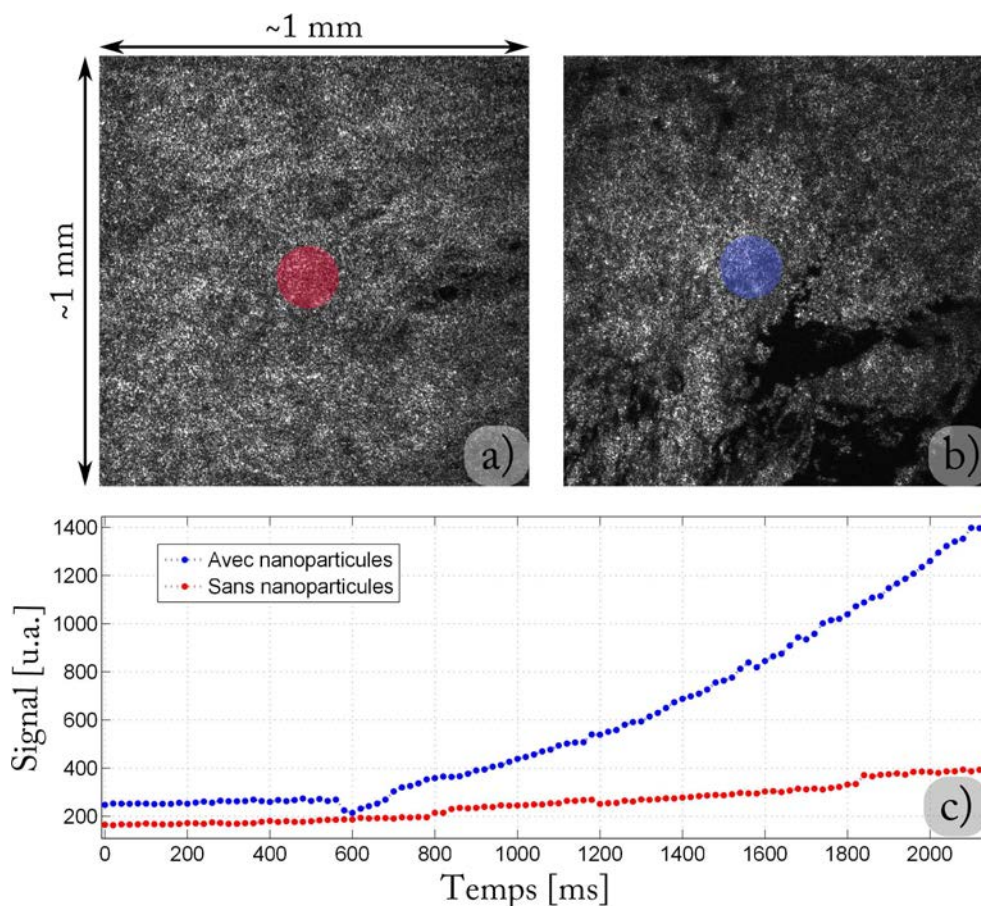 ~1 mm
~1 mm
a)
b)
1400
1200
1000
800
600
400
200
Avec nanoparticules
Sans nanoparticules
Signal [u.a.]
c)
0
200
400
600
800
1000
1200
1400
1600
1800
2000
Temps [ms]